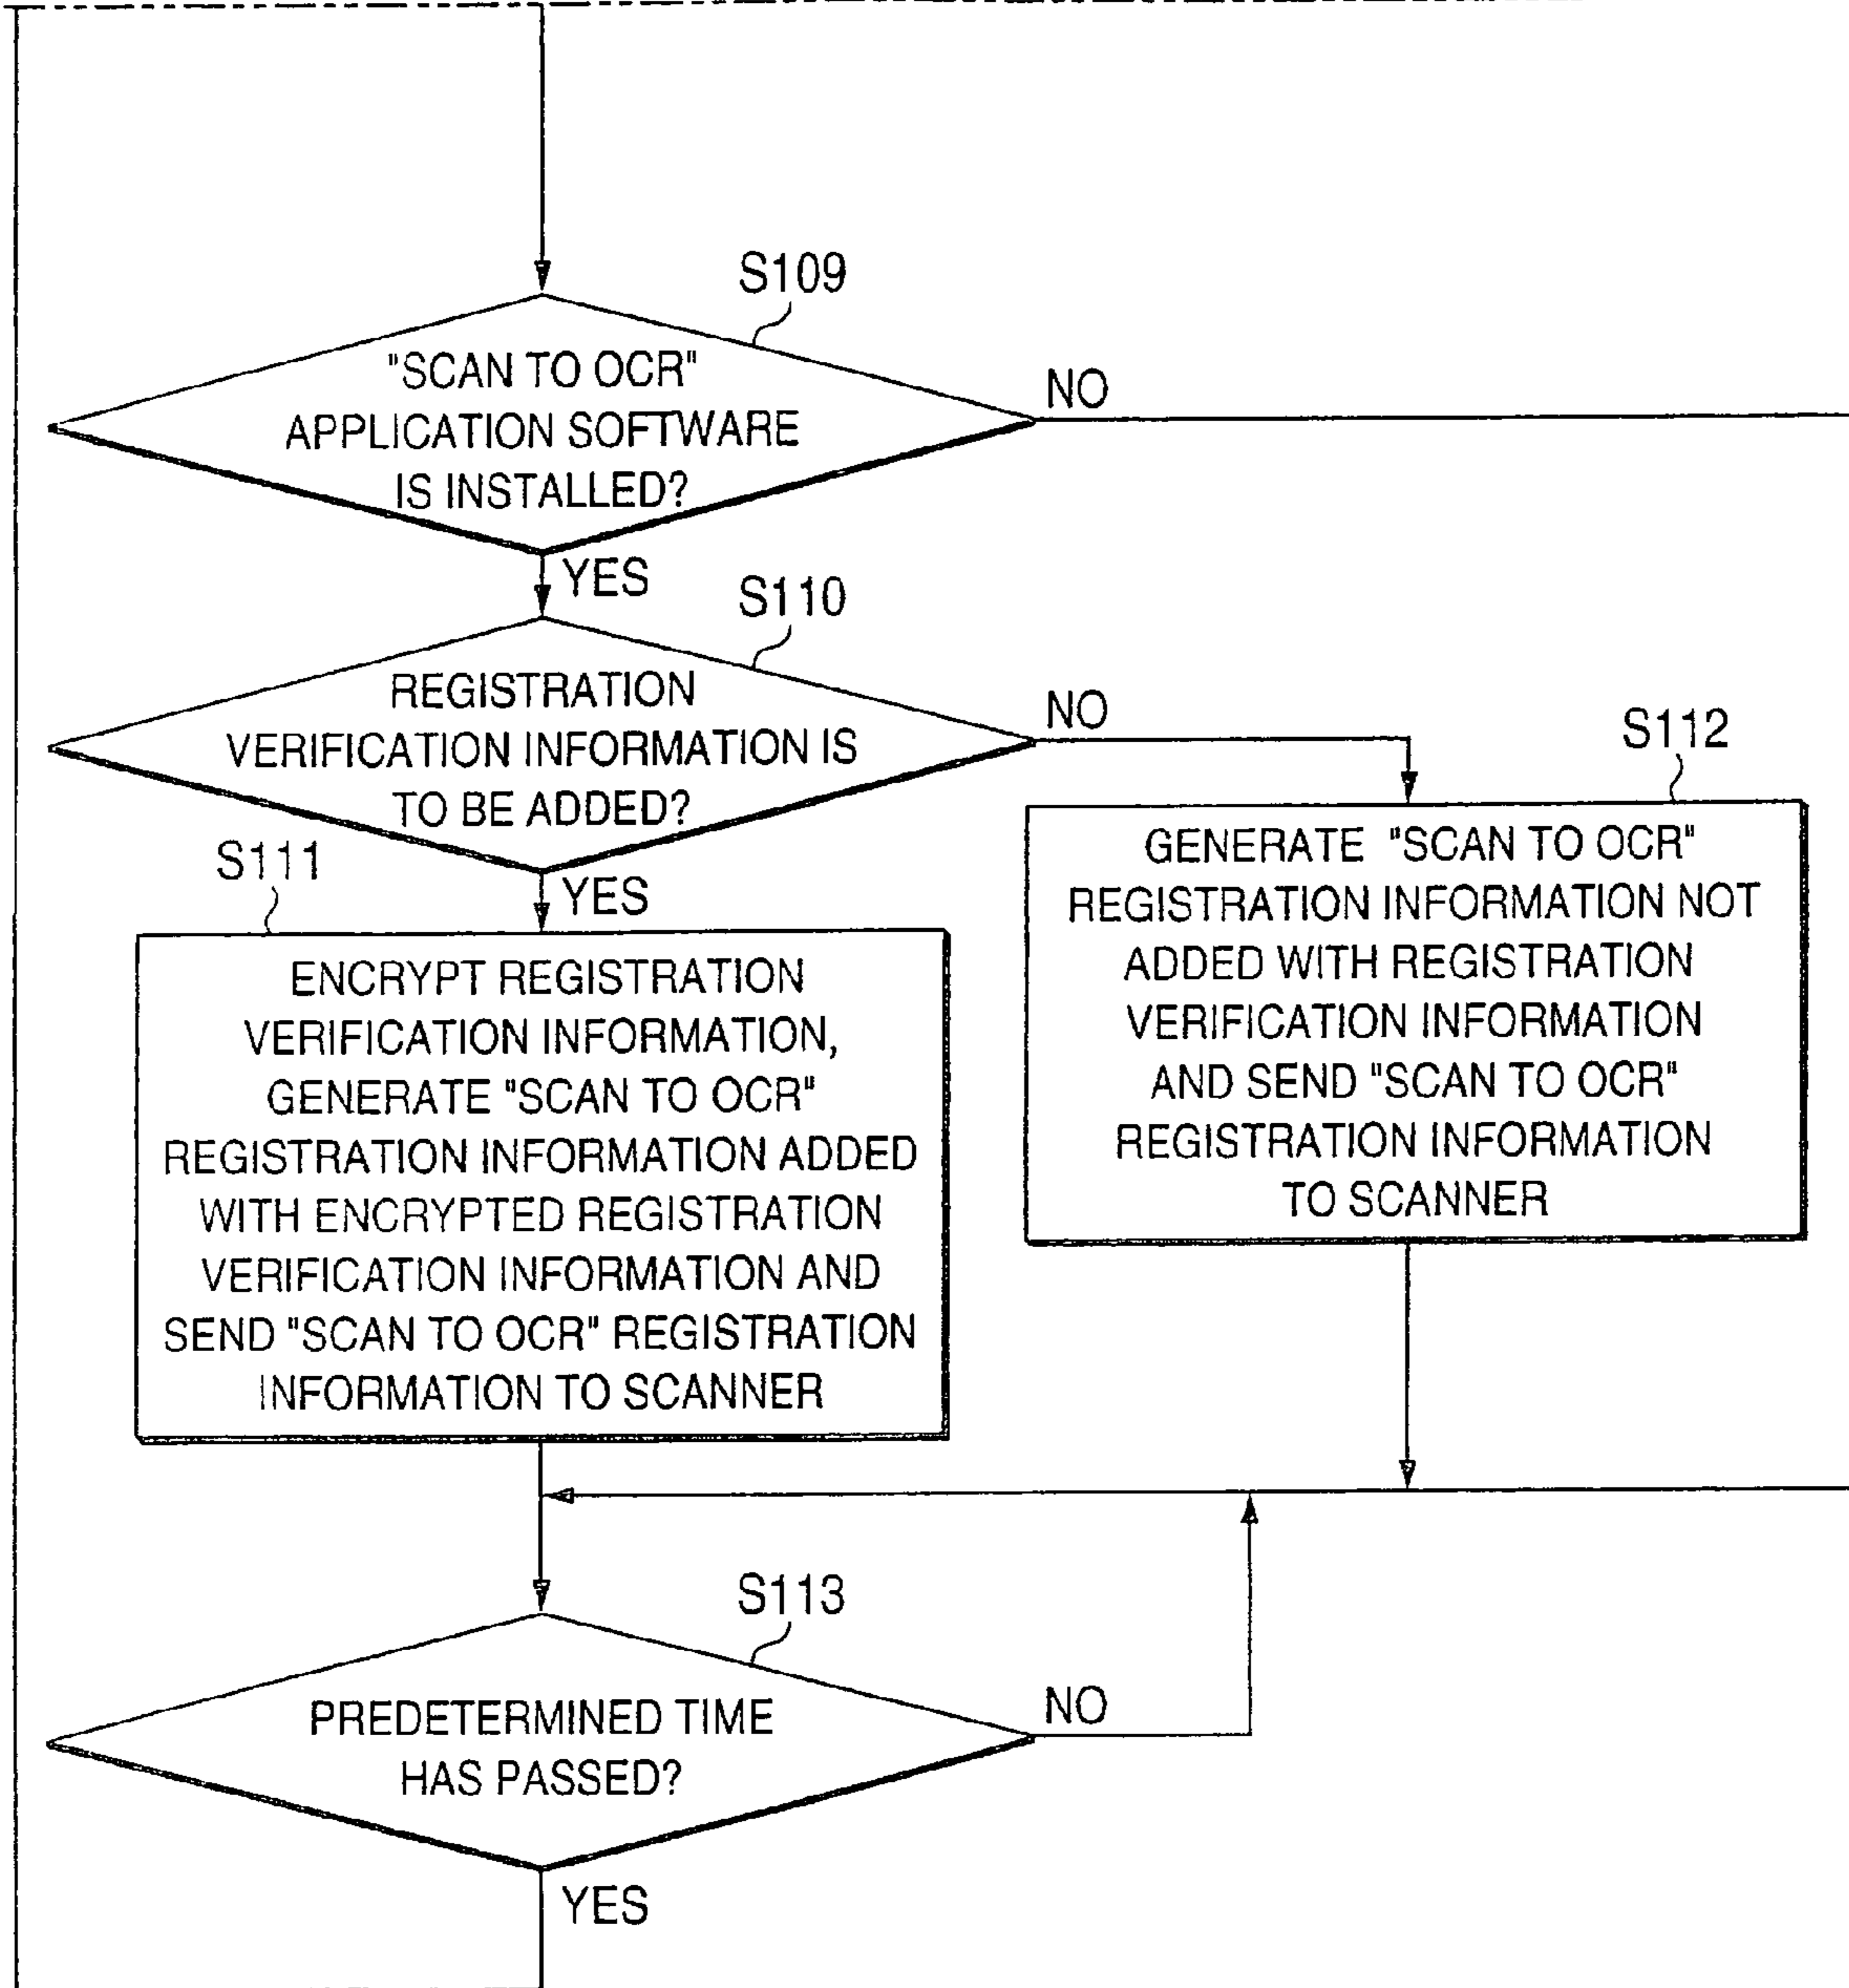 S109
"SCAN TO OCR"
APPLICATION SOFTWARE
IS INSTALLED?
NO
YES
S110
REGISTRATION
VERIFICATION INFORMATION IS
TO BE ADDED?
NO
YES
S112
GENERATE "SCAN TO OCR"
REGISTRATION INFORMATION NOT
ADDED WITH REGISTRATION
VERIFICATION INFORMATION
AND SEND "SCAN TO OCR"
REGISTRATION INFORMATION
TO SCANNER
S111
ENCRYPT REGISTRATION
VERIFICATION INFORMATION,
GENERATE "SCAN TO OCR"
REGISTRATION INFORMATION ADDED
WITH ENCRYPTED REGISTRATION
VERIFICATION INFORMATION AND
SEND "SCAN TO OCR" REGISTRATION
INFORMATION TO SCANNER
S113
PREDETERMINED TIME
HAS PASSED?
NO
YES